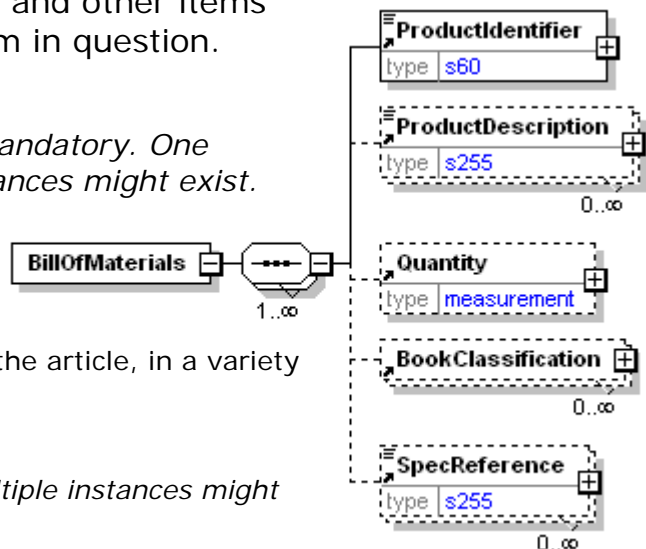 and other items
m in question.
andatory. One
ances might exist.
the article, in a variety
ltiple instances might
BillOfMaterials
1..∞
ProductIdentifier
type s60
ProductDescription
type s255
0..∞
Quantity
type measurement
BookClassification
0..∞
SpecReference
type s255
0..∞